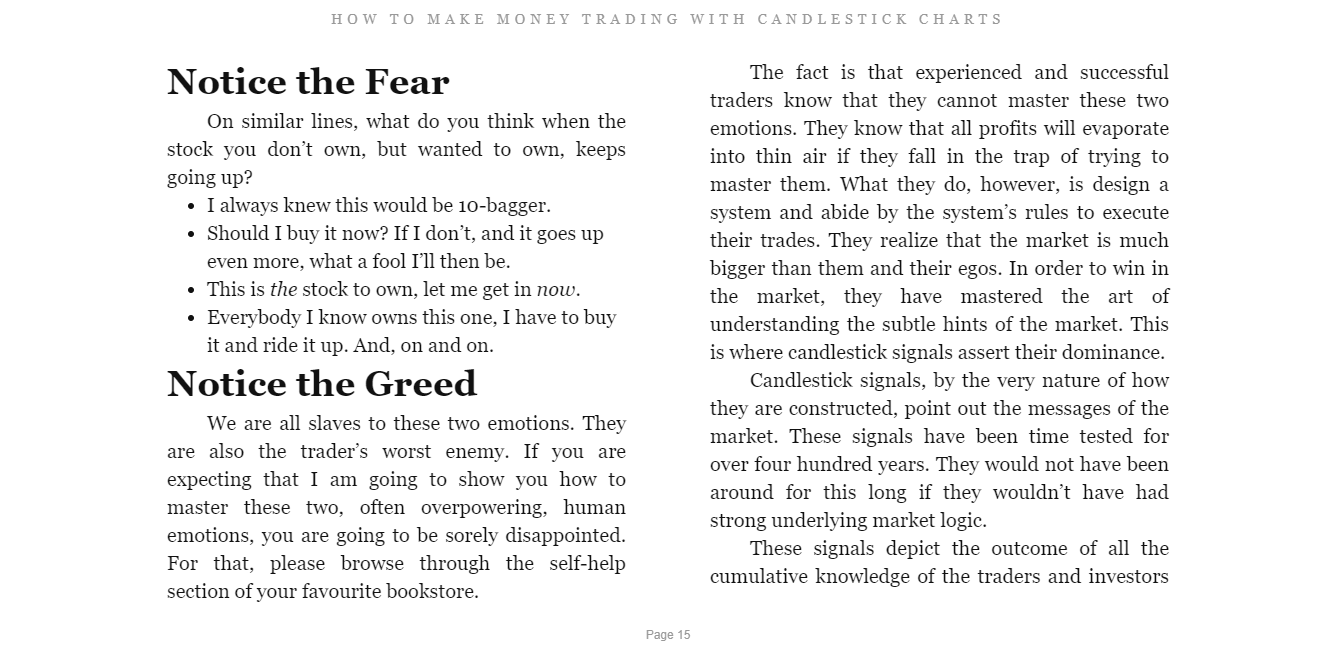 HOW TO MAKE MONEY TRADING WITH CANDLESTICK CHARTS
Notice the Fear
On similar lines, what do you think when the
stock you don’t own, but wanted to own, keeps
going up?
• I always knew this would be 10-bagger.
• Should I buy it now? If I don’t, and it goes up
even more, what a fool I’ll then be.
• This is the stock to own, let me get in now.
• Everybody I know owns this one, I have to buy
it and ride it up. And, on and on.
Notice the Greed
We are all slaves to these two emotions. They
are also the trader’s worst enemy. If you are
expecting that I am going to show you how to
master these two, often overpowering, human
emotions, you are going to be sorely disappointed.
For that, please browse through the self-help
section of your favourite bookstore.
The fact is that experienced and successful
traders know that they cannot master these two
emotions. They know that all profits will evaporate
into thin air if they fall in the trap of trying to
master them. What they do, however, is design a
system and abide by the system’s rules to execute
their trades. They realize that the market is much
bigger than them and their egos. In order to win in
the market, they have mastered the art of
understanding the subtle hints of the market. This
is where candlestick signals assert their dominance.
Candlestick signals, by the very nature of how
they are constructed, point out the messages of the
market. These signals have been time tested for
over four hundred years. They would not have been
around for this long if they wouldn’t have had
strong underlying market logic.
These signals depict the outcome of all the
cumulative knowledge of the traders and investors
Page 15